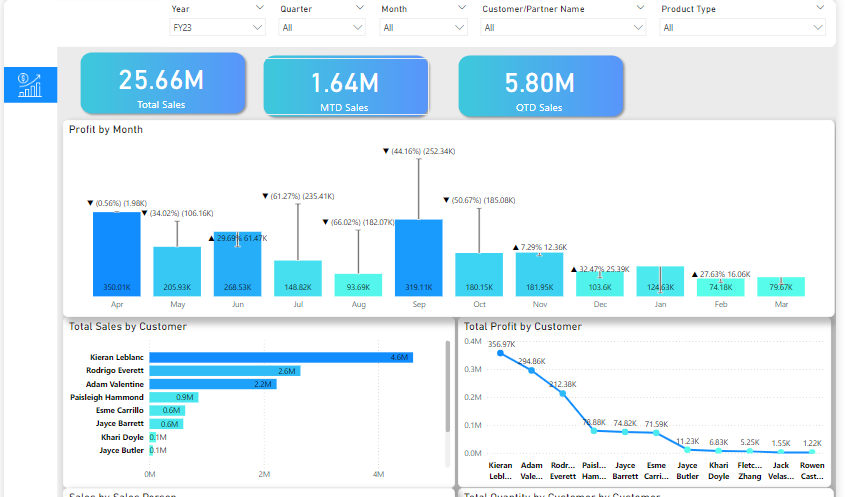 Year Quarter Month Customer/Partner Name Product Type
FY23 All All All All
25.66M 1.64M 5.80M
Total Sales MTD Sales QTD Sales
Profit by Month
▼ (44.16%) (252.34K)
▼ (61.27%) (235.41K)
▼ (0.56%) (1.98K) ▼ (50.67%) (185.08K)
▼ (34.02%) (106.16K)
▼ (66.02%) (182.07K)
▲ 29.69% 61.47K
▲ 7.29% 12.36K
▲ 32.47% 25.39K
▲ 27.63% 16.06K
350.01K 205.93K 268.53K 148.82K 93.69K 319.11K 180.15K 181.95K 103.6K 124.63K 74.18K 79.67K
Apr May Jun Jul Aug Sep Oct Nov Dec Jan Feb Mar
Total Sales by Customer
Kieran Leblanc 4.6M
Rodrigo Everett 2.6M
Adam Valentine 2.2M
Paisleigh Hammond 0.9M
Esme Carrillo 0.6M
Jayce Barrett 0.6M
Khari Doyle 0.1M
Jayce Butler 0.1M
0M 2M 4M
Total Profit by Customer
0.4M
356.97K
0.3M
294.86K
0.2M
212.38K
0.1M
78.88K 74.82K 71.59K
11.23K 6.83K 5.25K 1.55K 1.22K
0.0M
Kieran Adam Rodr... Paisl... Jayce Esme Jayce Khari Fletc... Jack Rowen
Lebl... Vale... Ever... Ham... Barrett Carri... Butler Doyle Zhang Velas... Cast...
Sales by Sales Person
Total Quantity by Customer by Customer